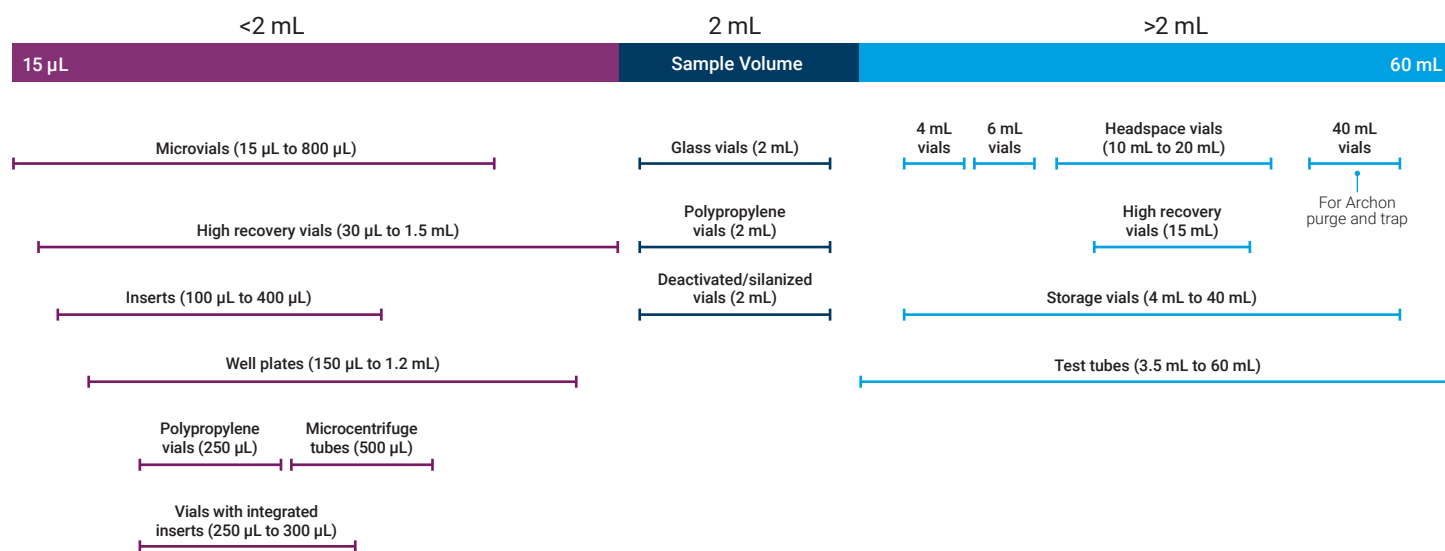 <2 mL
2 mL
>2 mL
15 µL
Sample Volume
60 mL
Microvials (15 µL to 800 µL)
Glass vials (2 mL)
4 mL
vials
6 mL
vials
Headspace vials
(10 mL to 20 mL)
40 mL
vials
For Archon
purge and trap
High recovery vials (30 µL to 1.5 mL)
Polypropylene
vials (2 mL)
High recovery
vials (15 mL)
Inserts (100 µL to 400 µL)
Deactivated/silanized
vials (2 mL)
Storage vials (4 mL to 40 mL)
Well plates (150 µL to 1.2 mL)
Test tubes (3.5 mL to 60 mL)
Polypropylene
vials (250 µL)
Microcentrifuge
tubes (500 µL)
Vials with integrated
inserts (250 µL to 300 µL)